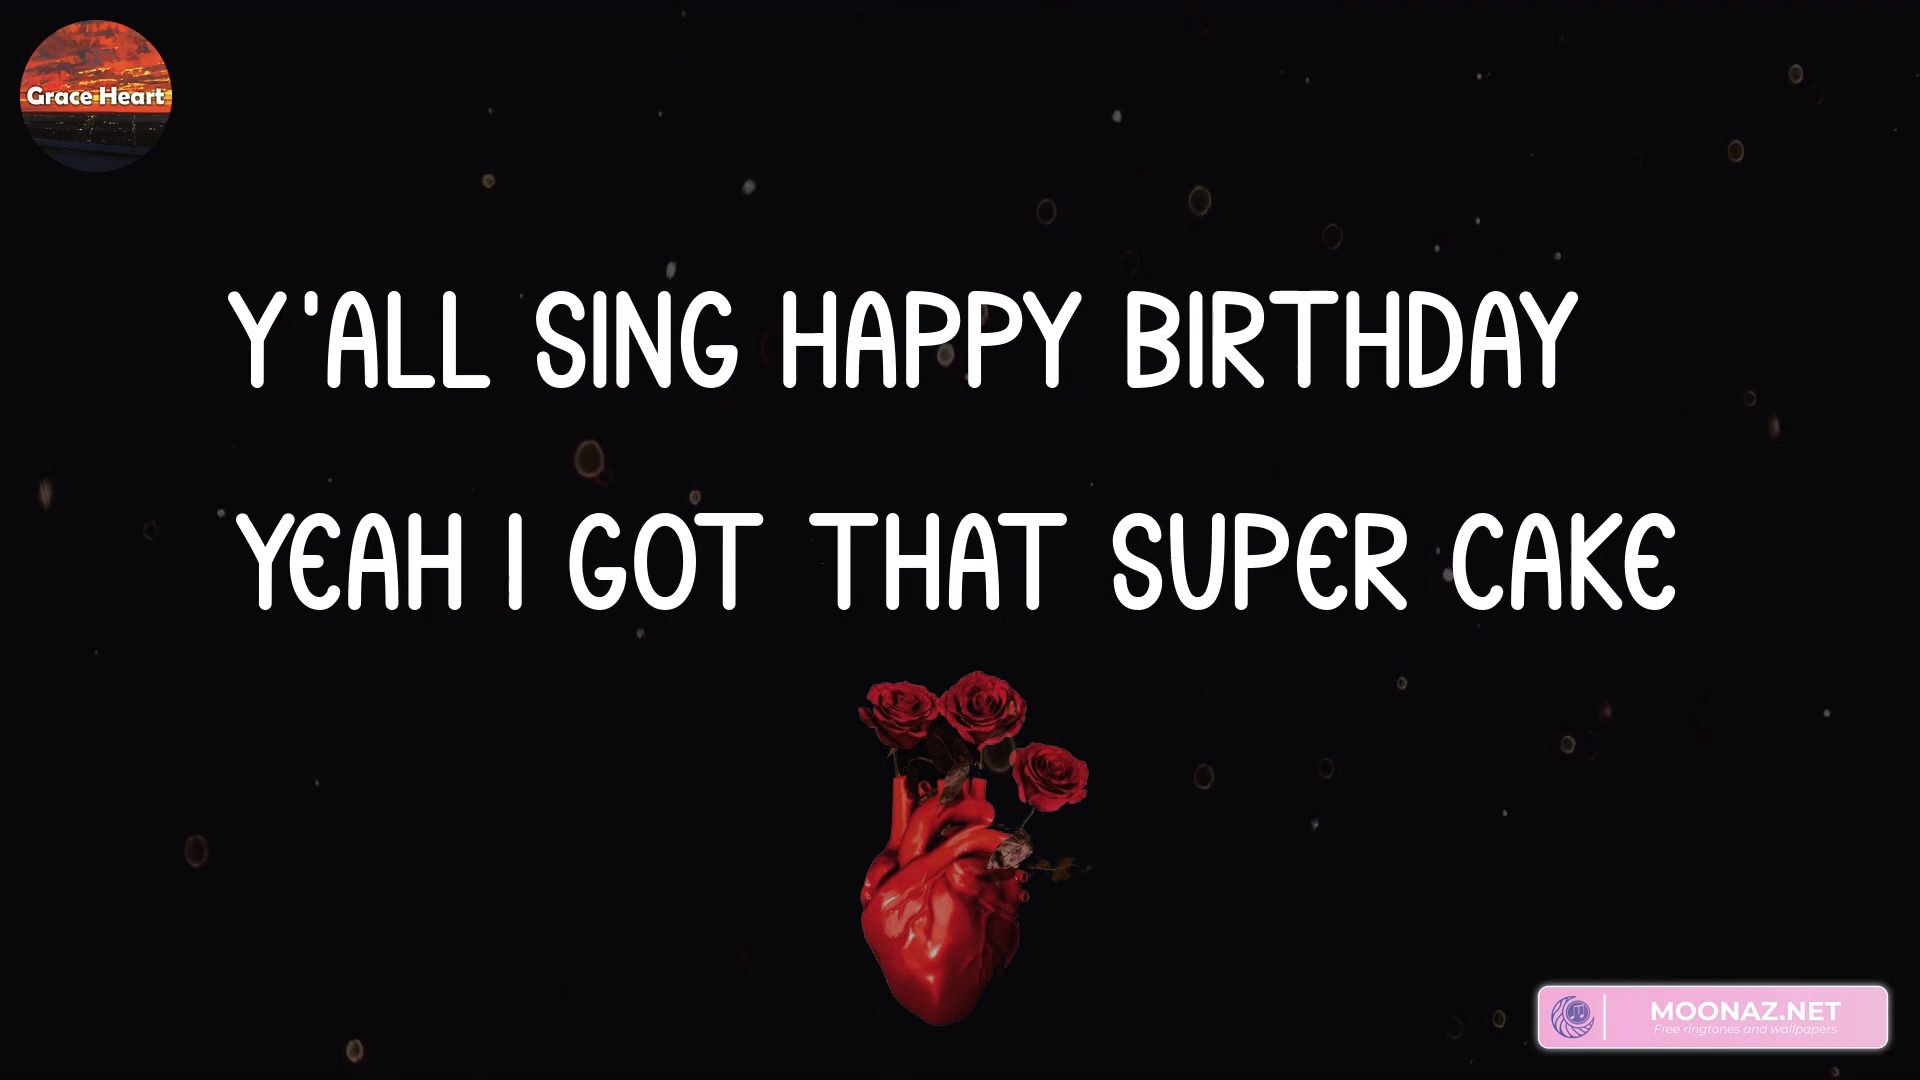 Grace Heart
Y'ALL SING HAPPY BIRTHDAY
YEAH I GOT THAT SUPER CAKE
MOONAZ.NET
Free ringtones and wallpapers